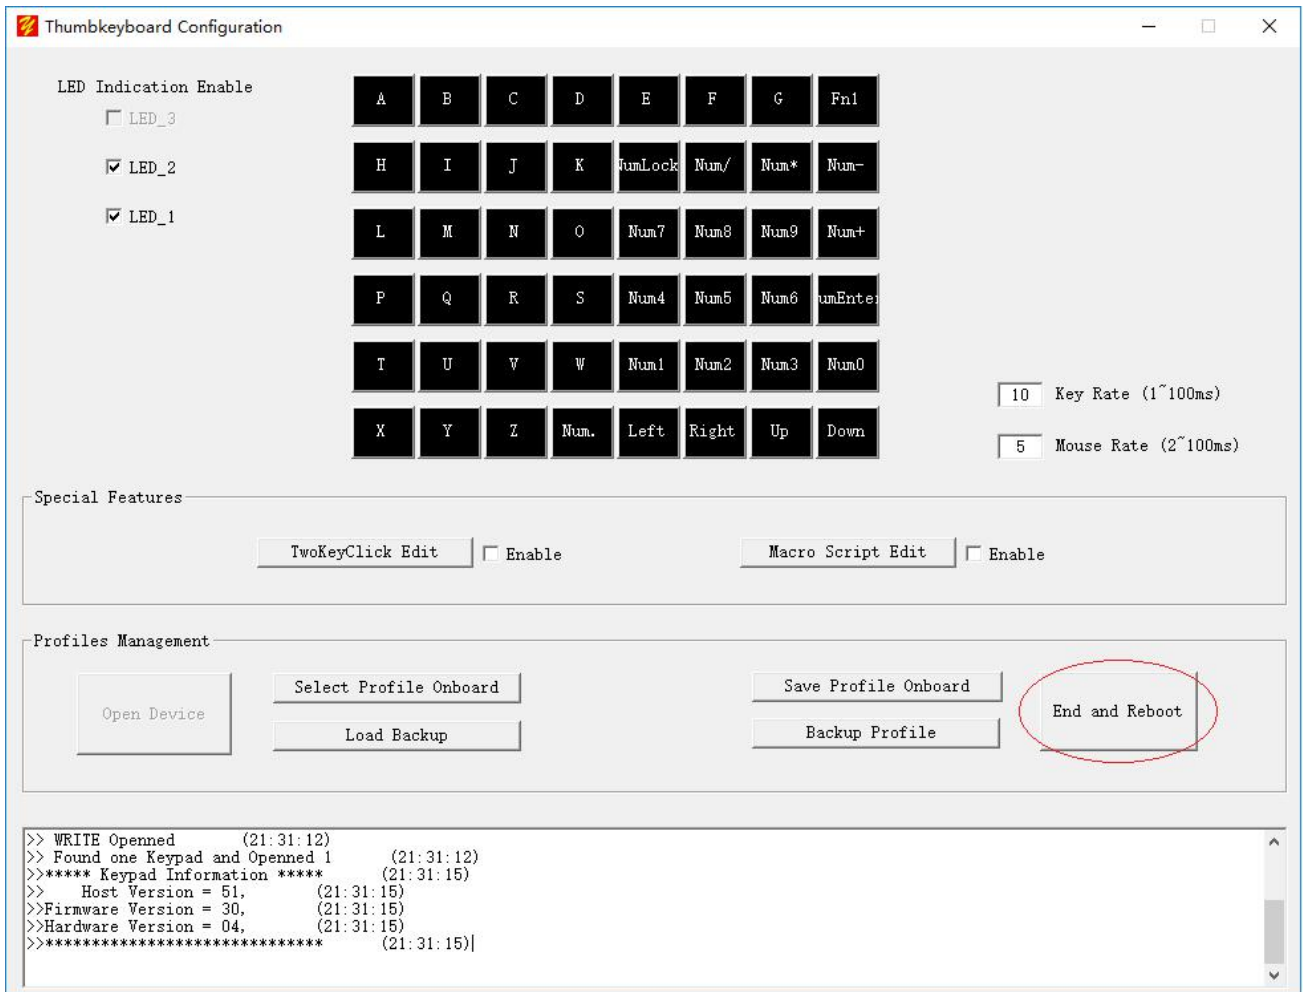 Thumbkeyboard Configuration
LED Indication Enable
LED_3
LED_2
LED_1
A B C D E F G Fn1
H I J K NumLock Num/ Num* Num-
L M N O Num7 Num8 Num9 Num+
P Q R S Num4 Num5 Num6 umEnter
T U V W Num1 Num2 Num3 Num0
X Y Z Num. Left Right Up Down
10 Key Rate (1~100ms)
5 Mouse Rate (2~100ms)
Special Features
TwoKeyClick Edit Enable Macro Script Edit Enable
Profiles Management
Open Device
Select Profile Onboard
Load Backup
Save Profile Onboard
Backup Profile
End and Reboot
>> WRITE Openned (21:31:12)
>> Found one Keypad and Openned 1 (21:31:12)
>>***** Keypad Information ***** (21:31:15)
>> Host Version = 51, (21:31:15)
>>Firmware Version = 30, (21:31:15)
>>Hardware Version = 04, (21:31:15)
>>****************************** (21:31:15)